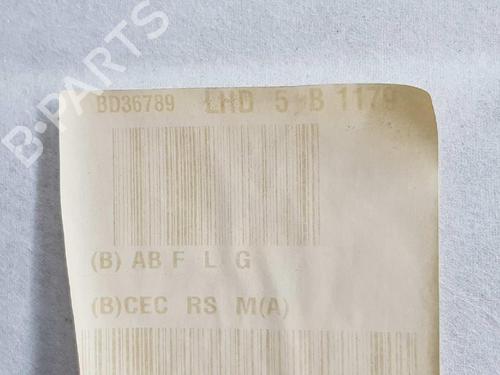 B-PARTS
BD36789 LHD 5 B 1179
(B) AB F L G
(B)CEC RS M(A)